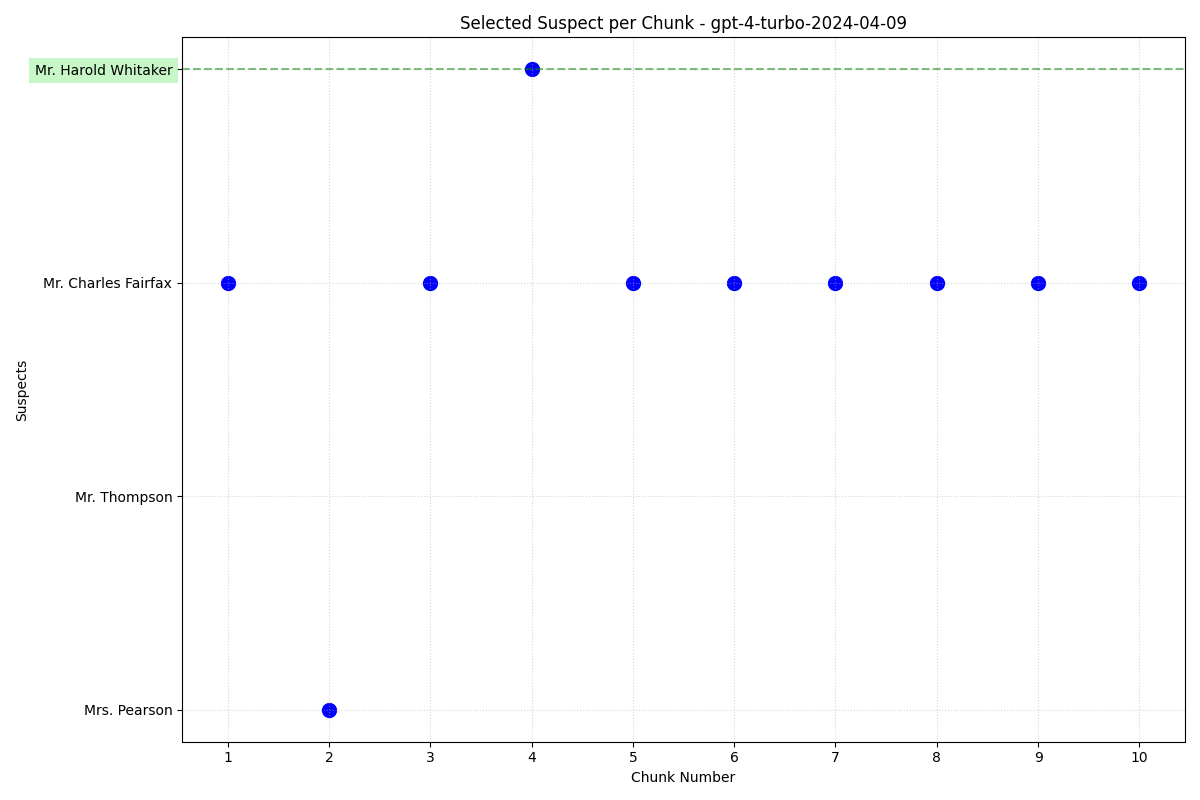 Selected Suspect per Chunk - gpt-4-turbo-2024-04-09
Mr. Harold Whitaker
Mr. Charles Fairfax
Mr. Thompson
Mrs. Pearson
Suspects
1 2 3 4 5 6 7 8 9 10
Chunk Number